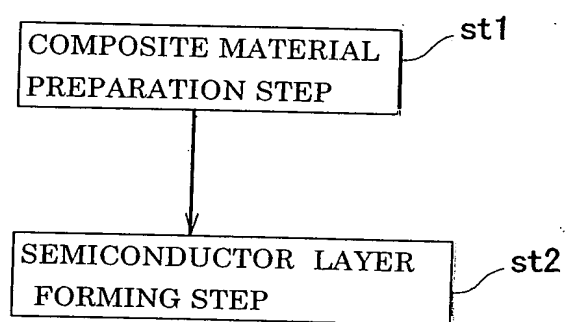 COMPOSITE MATERIAL
PREPARATION STEP
st1
SEMICONDUCTOR LAYER
FORMING STEP
st2